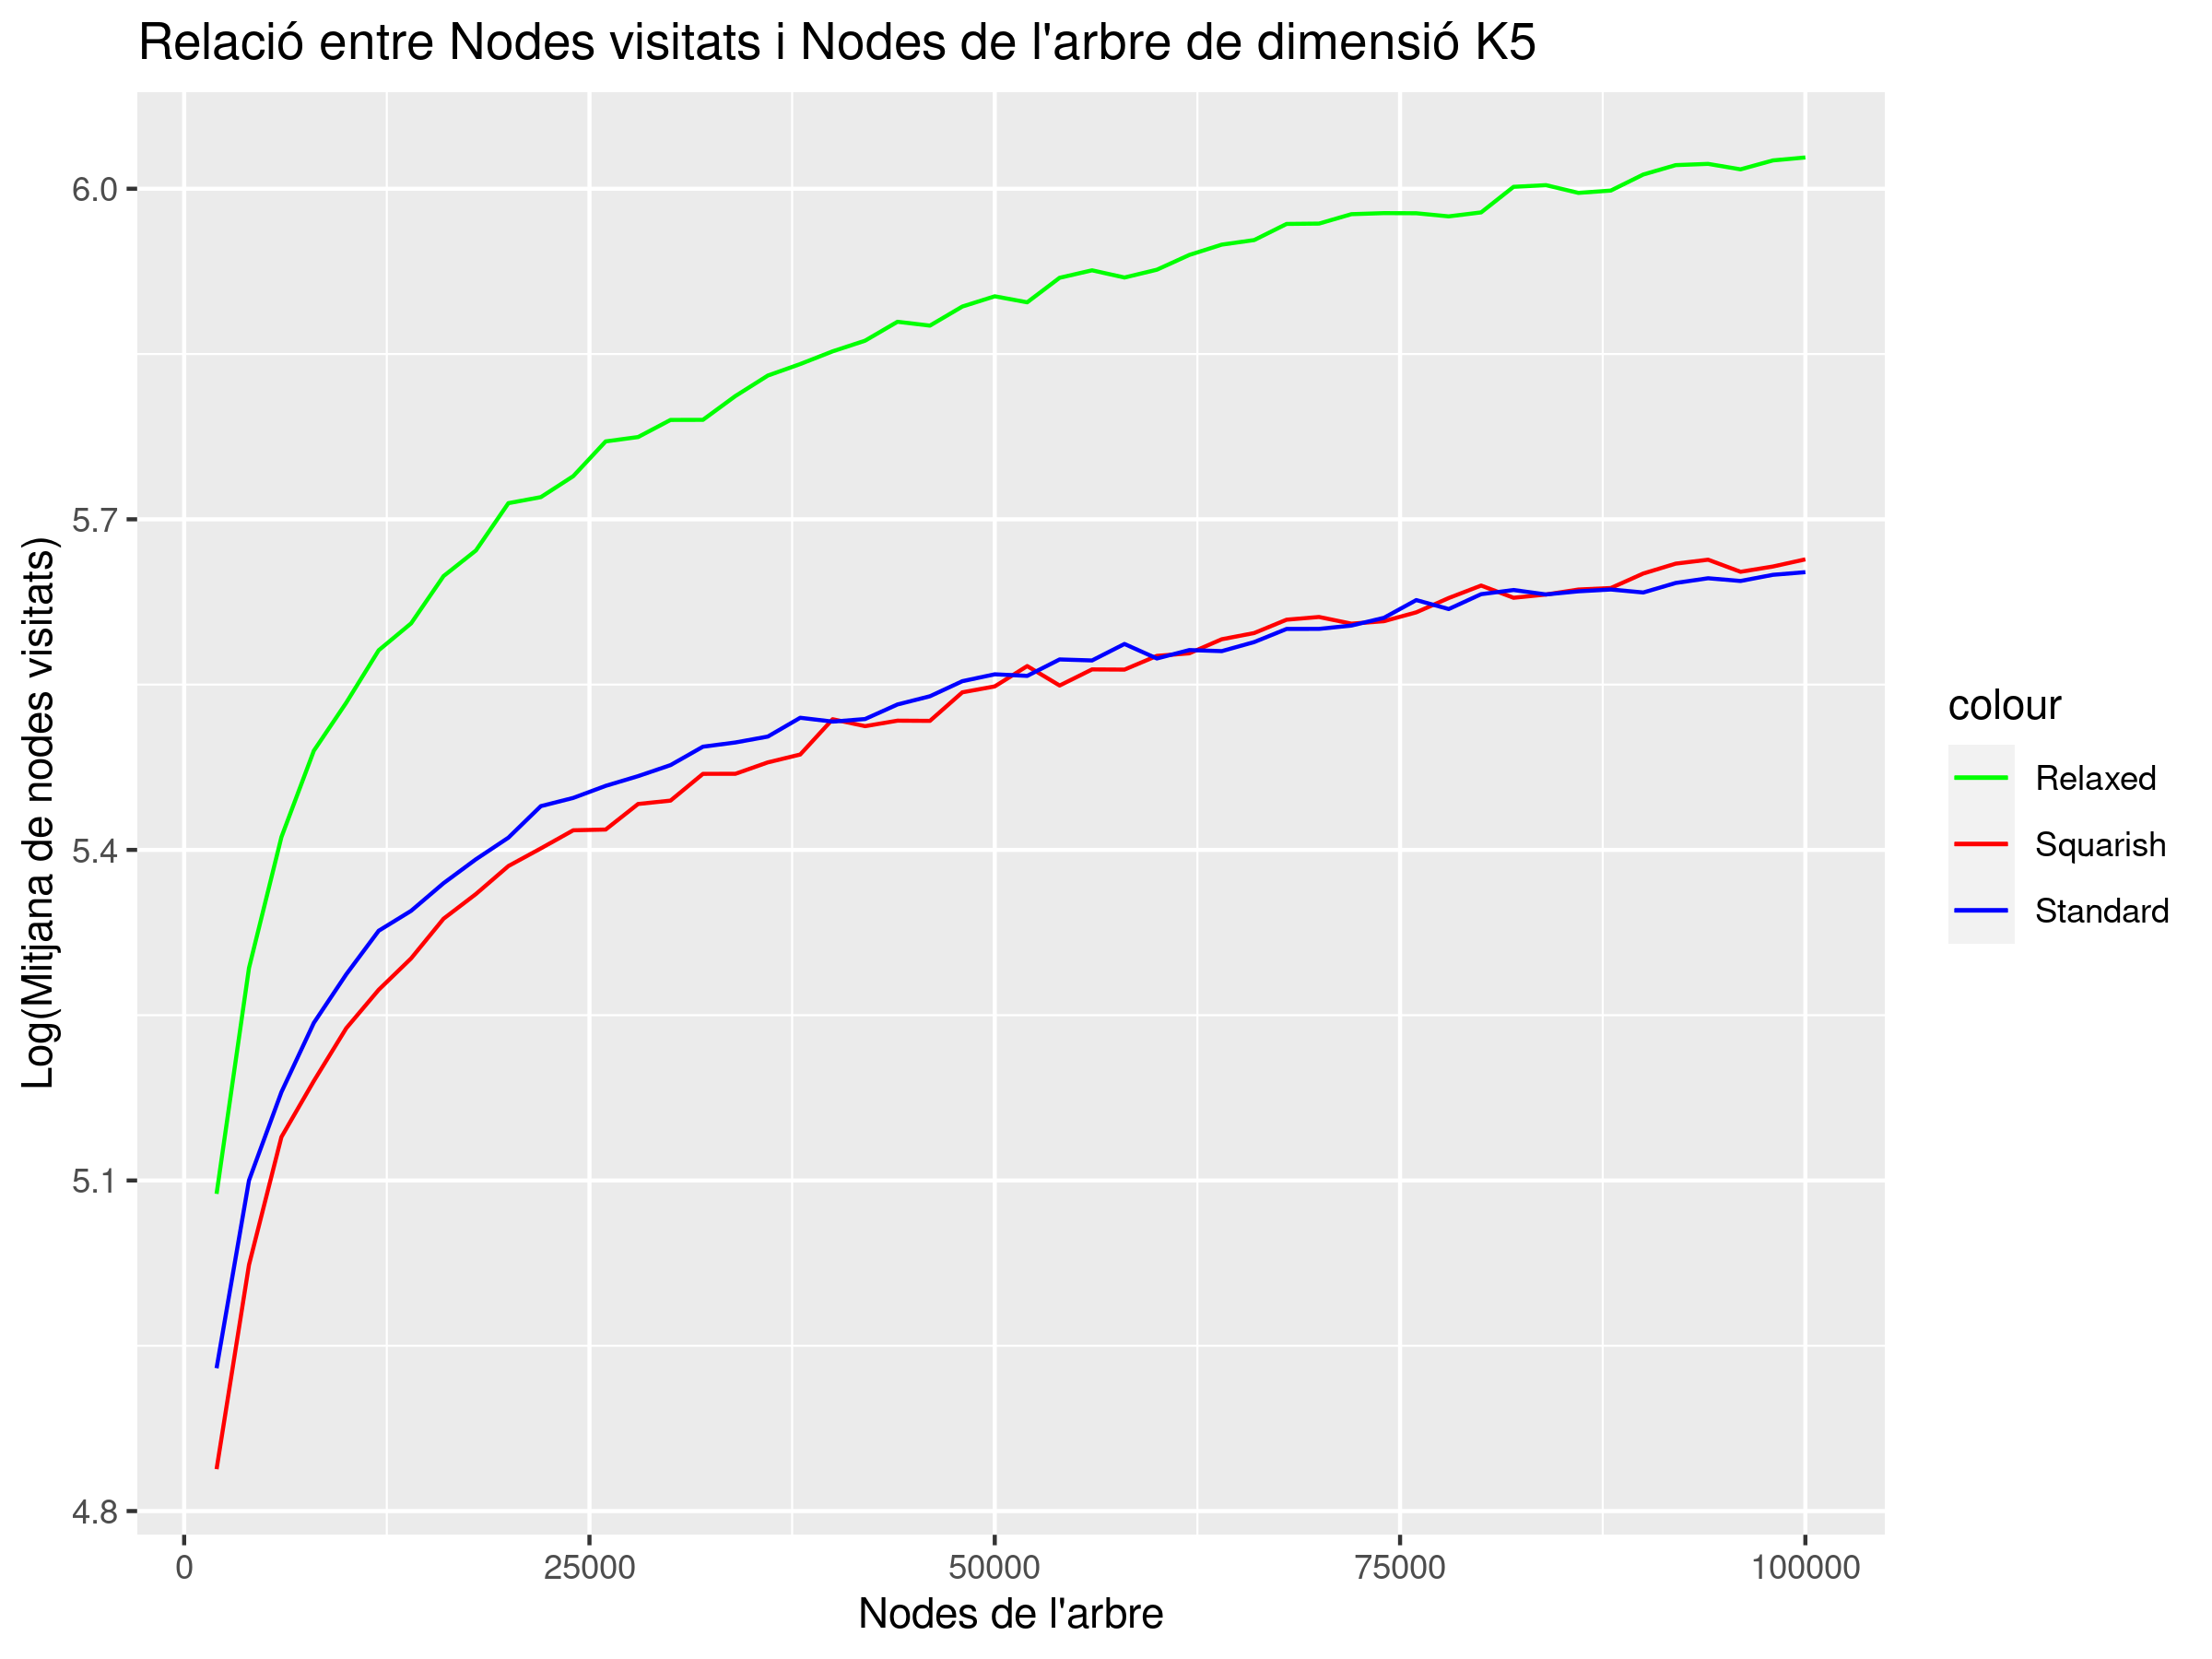 Relació entre Nodes visitats i Nodes de l'arbre de dimensió K5
Log(Mitjana de nodes visitats)
6.0
5.7
5.4
5.1
4.8
0
25000
50000
75000
100000
Nodes de l'arbre
colour
Relaxed
Squarish
Standard